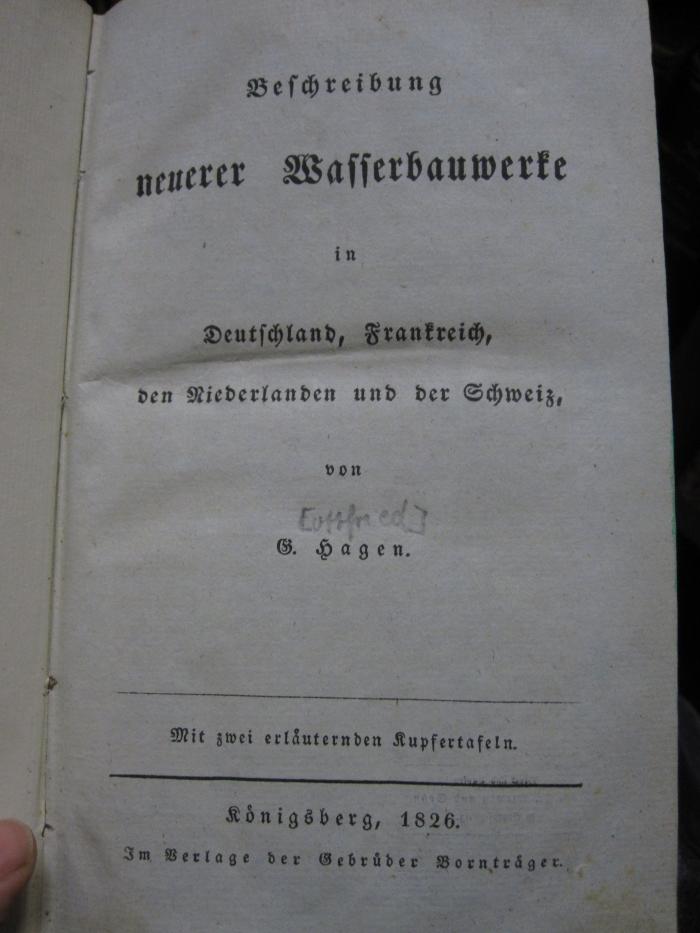 Beschreibung
neuerer Wasserbauwerke
in
Deutschland, Frankreich,
den Niederlanden und der Schweiz,
von
[ottfried]
G. Hagen.
Mit zwei erläuternden Kupfertafeln.
Königsberg, 1826.
Im Verlage der Gebrüder Bornträger.